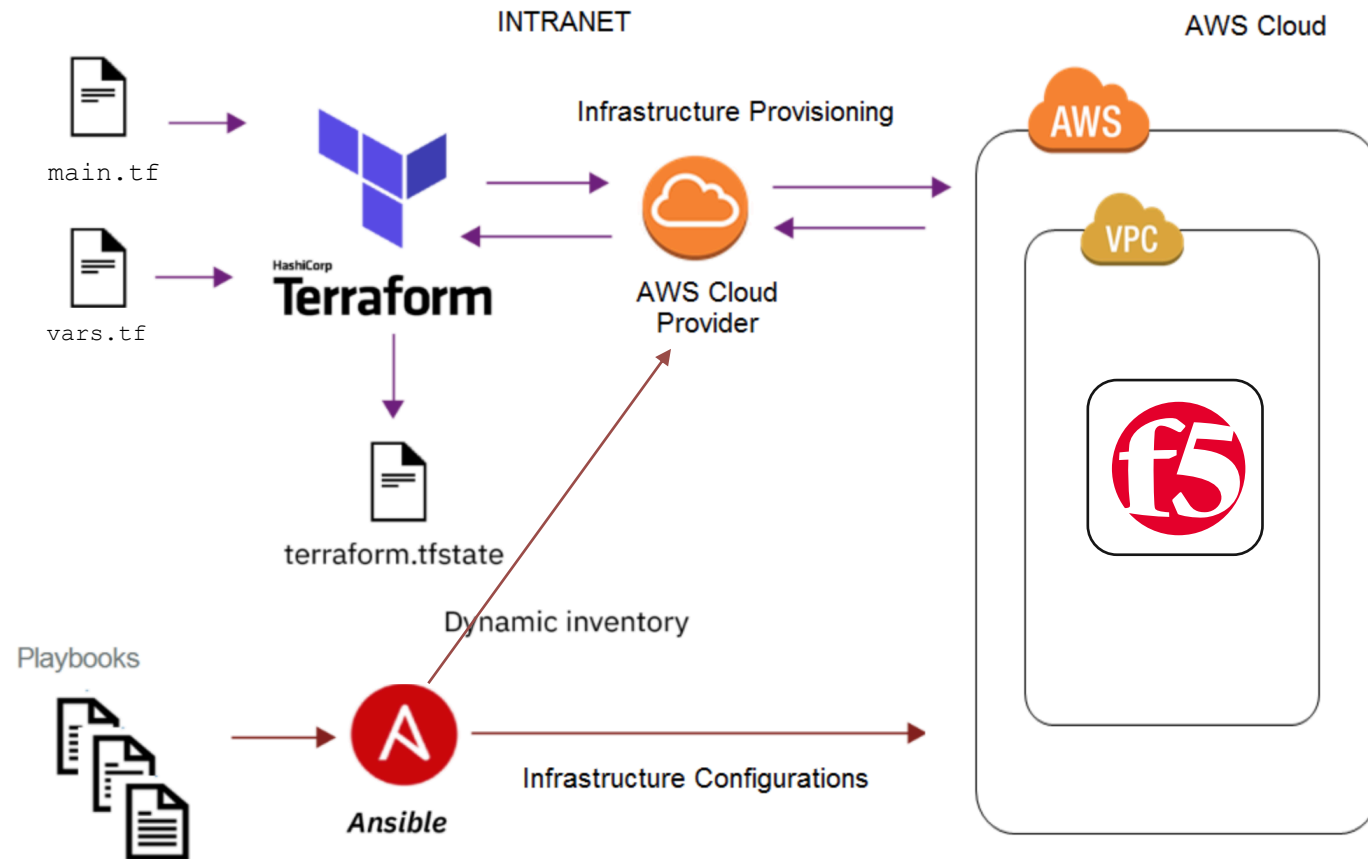 INTRANET
AWS Cloud
main.tf
vars.tf
HashiCorp
Terraform
Infrastructure Provisioning
AWS Cloud
Provider
AWS
VPC
f5
terraform.tfstate
Dynamic inventory
Playbooks
A
Ansible
Infrastructure Configurations